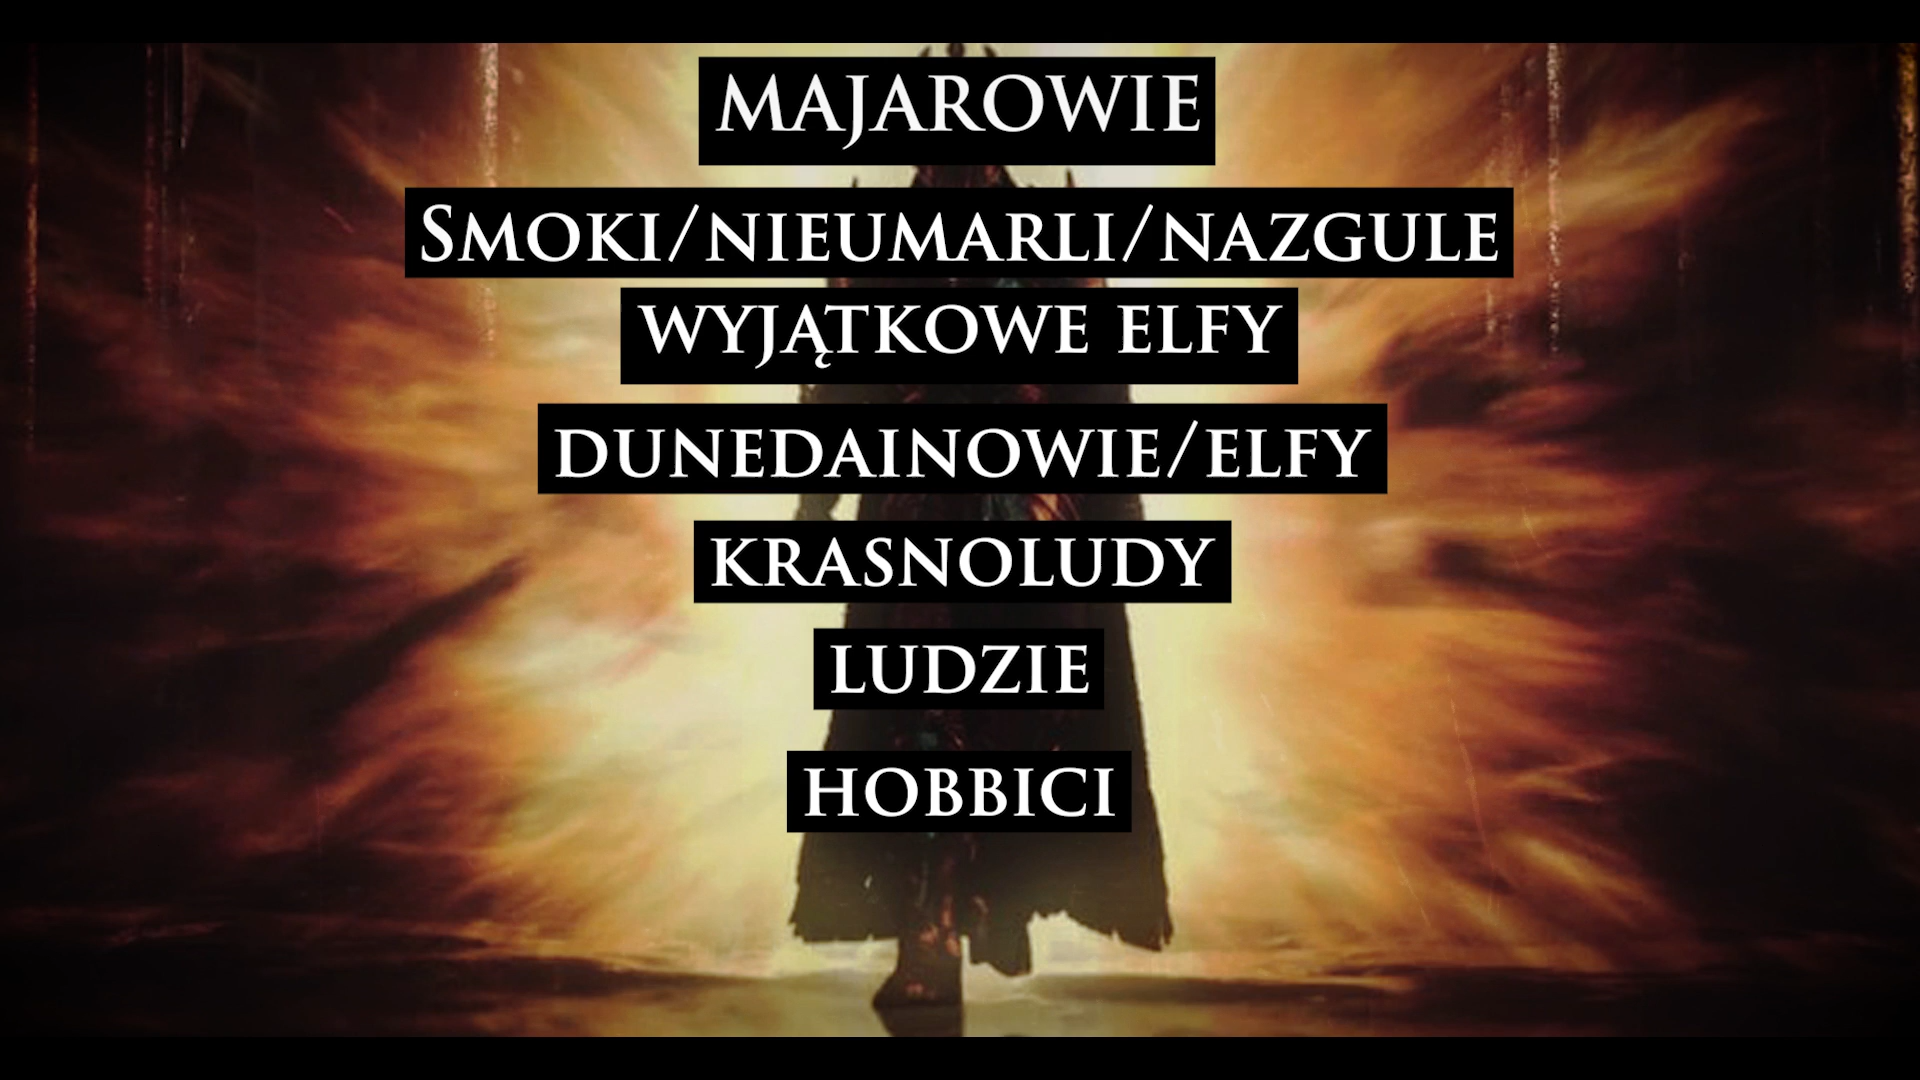 MAJAROWIE
SMOKI/NIEUMARLI/NAZGULE
WYJĄTKOWE ELFY
DUNEDAINOWIE/ELFY
KRASNOLUDY
LUDZIE
HOBBICI